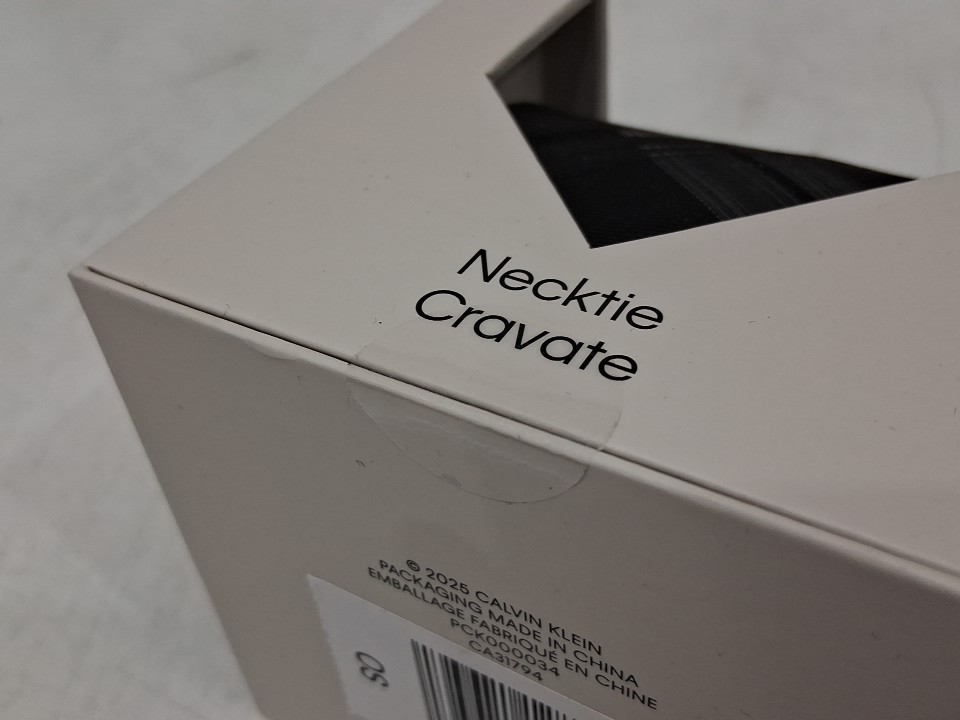 Necktie
Cravate
© 2025 CALVIN KLEIN
PACKAGING MADE IN CHINA
EMBALLAGE FABRIQUÉ EN CHINE
PCK000034
CA31794
OS